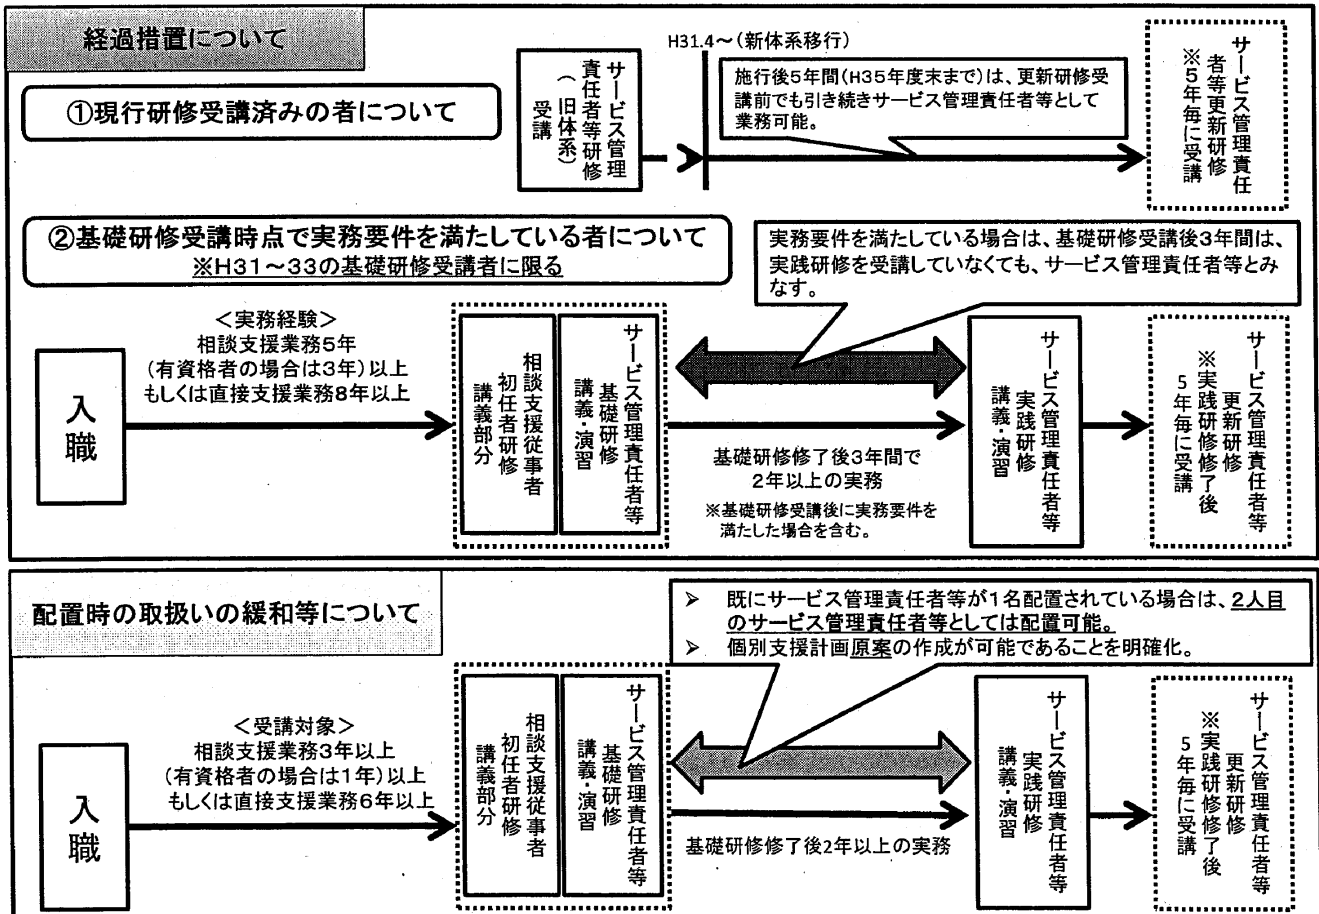 経過措置について
①現行研修受講済みの者について
サービス管理
責任者等研修
(旧体系)
受講
H31.4～(新体系移行)
施行後5年間(H35年度末まで)は、更新研修受
講前でも引き続きサービス管理責任者等として
業務可能。
サービス管理責任
者等更新研修
※5年毎に受講
②基礎研修受講時点で実務要件を満たしている者について
※H31～33の基礎研修受講者に限る
実務要件を満たしている場合は、基礎研修受講後3年間は、
実践研修を受講していなくても、サービス管理責任者等とみ
なす。
入職
＜実務経験＞
相談支援業務5年
(有資格者の場合は3年)以上
もしくは直接支援業務8年以上
相談支援従事者
初任者研修
講義部分
サービス管理責任者等
基礎研修
講義・演習
基礎研修修了後3年間で
2年以上の実務
※基礎研修受講後に実務要件を
満たした場合を含む。
サービス管理責任者等
実践研修
講義・演習
サービス管理責任者等
更新研修
※実践研修修了後
5年毎に受講
配置時の取扱いの緩和等について
➢ 既にサービス管理責任者等が1名配置されている場合は、2人目
のサービス管理責任者等としては配置可能。
➢ 個別支援計画原案の作成が可能であることを明確化。
入職
＜受講対象＞
相談支援業務3年以上
(有資格者の場合は1年)以上
もしくは直接支援業務6年以上
相談支援従事者
初任者研修
講義部分
サービス管理責任者等
基礎研修
講義・演習
基礎研修修了後2年以上の実務
サービス管理責任者等
実践研修
講義・演習
サービス管理責任者等
更新研修
※実践研修修了後
5年毎に受講